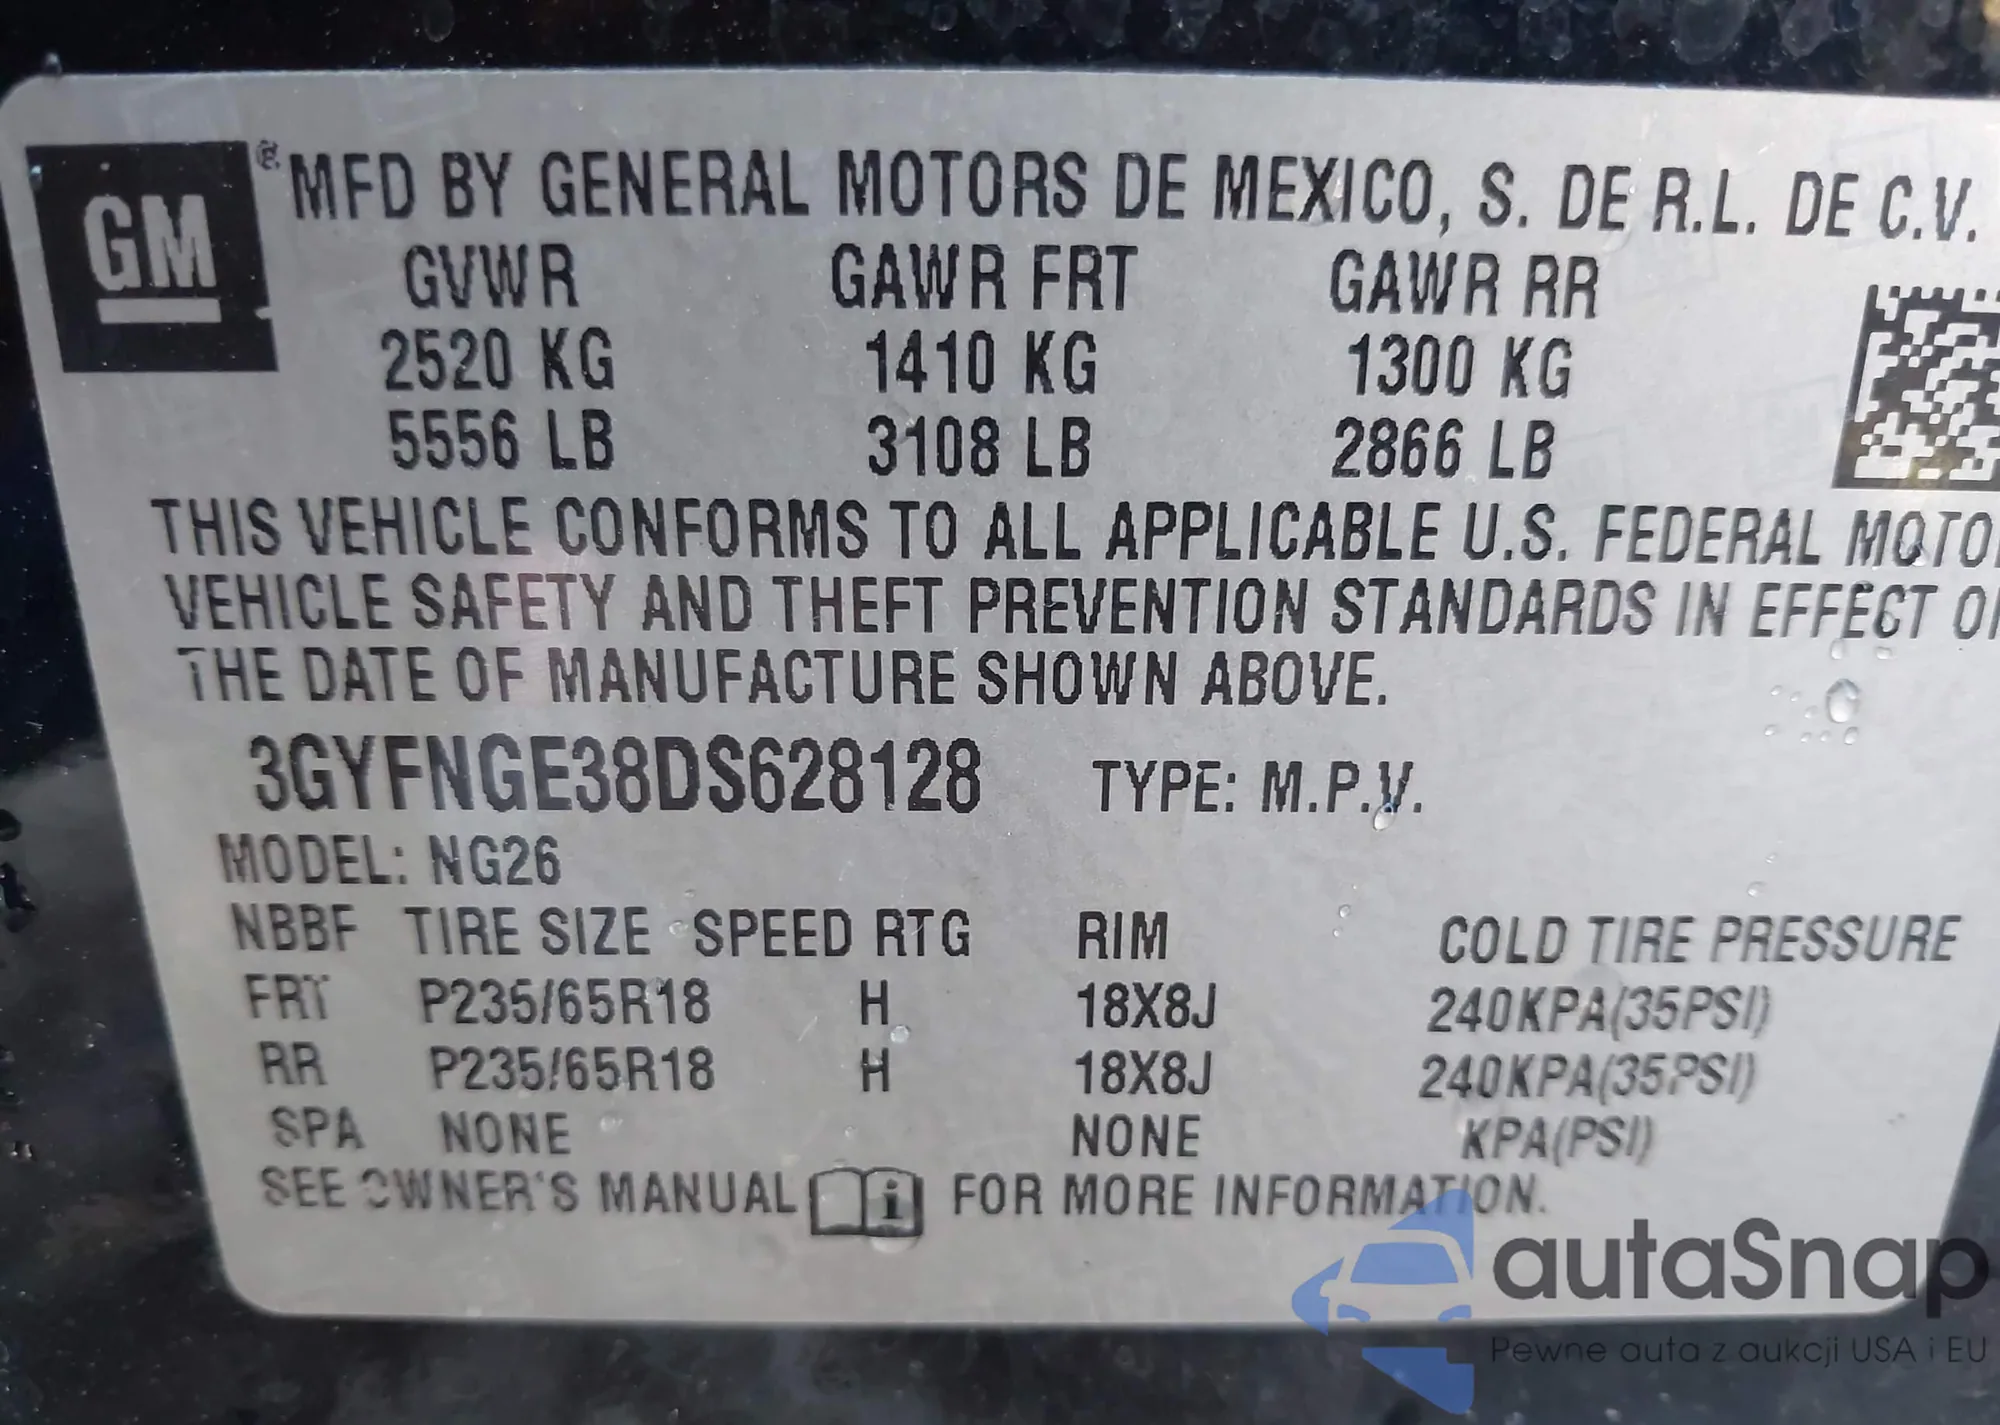 GM ® MFD BY GENERAL MOTORS DE MEXICO, S. DE R.L. DE C.V.
GVWR GAWR FRT GAWR RR
2520 KG 1410 KG 1300 KG
5556 LB 3108 LB 2866 LB
THIS VEHICLE CONFORMS TO ALL APPLICABLE U.S. FEDERAL MOTO
VEHICLE SAFETY AND THEFT PREVENTION STANDARDS IN EFFECT O
THE DATE OF MANUFACTURE SHOWN ABOVE.
3GYFNGE38DS628128 TYPE: M.P.V.
MODEL: NG26
NBBF TIRE SIZE SPEED RTG RIM COLD TIRE PRESSURE
FRT P235/65R18 H 18X8J 240KPA(35PSI)
RR P235/65R18 H 18X8J 240KPA(35PSI)
SPA NONE NONE KPA(PSI)
SEE OWNER'S MANUAL i FOR MORE INFORMATION.
autaSnap
Pewne auta z aukcji USA i EU